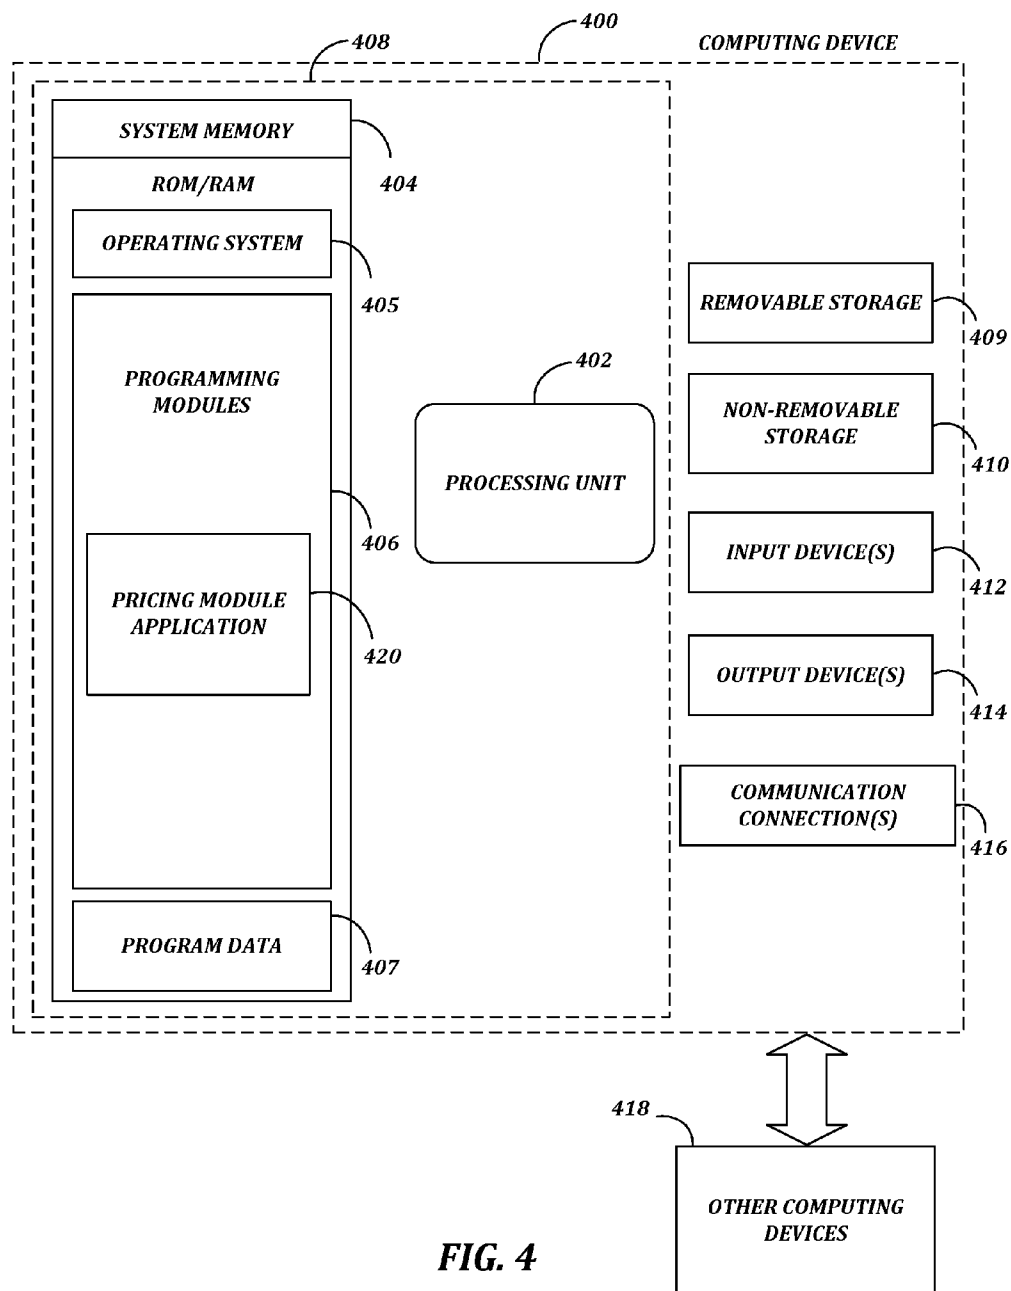 400
408
COMPUTING DEVICE
SYSTEM MEMORY
404
ROM/RAM
OPERATING SYSTEM
405
PROGRAMMING
MODULES
406
PRICING MODULE
APPLICATION
420
PROGRAM DATA
407
402
PROCESSING UNIT
REMOVABLE STORAGE
409
NON-REMOVABLE
STORAGE
410
INPUT DEVICE(S)
412
OUTPUT DEVICE(S)
414
COMMUNICATION
CONNECTION(S)
416
418
OTHER COMPUTING
DEVICES
FIG. 4